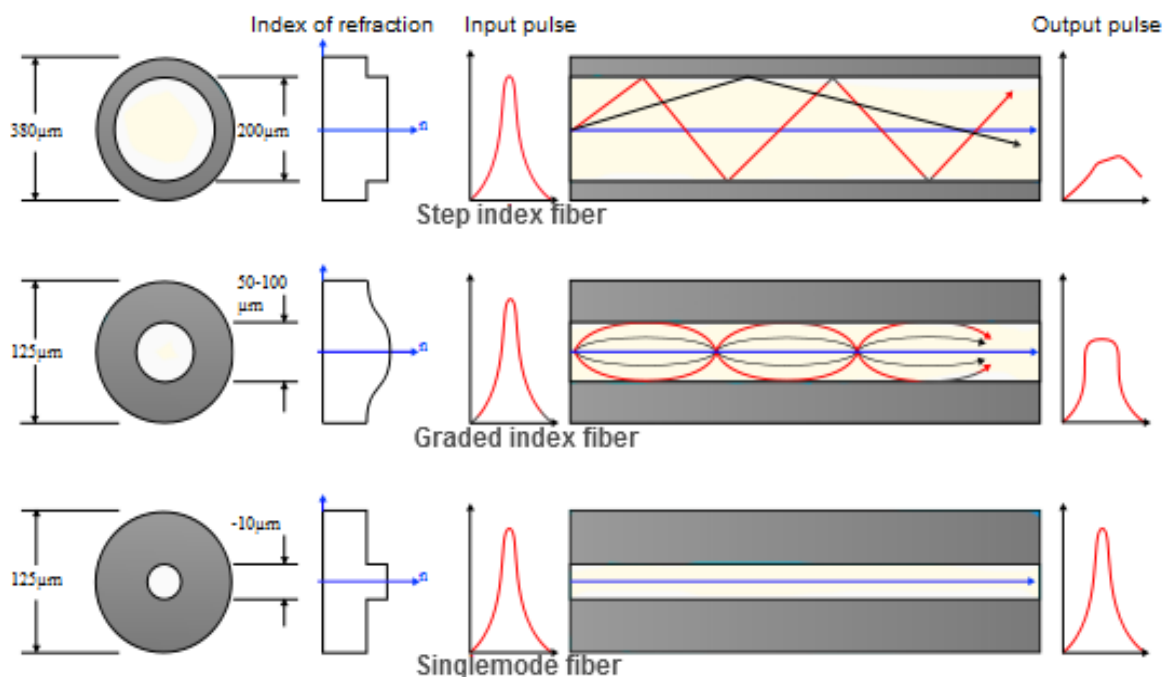 Index of refraction
Input pulse
Output pulse
380µm
200µm
n
Step index fiber
50-100
µm
125µm
n
Graded index fiber
-10µm
125µm
n
Singlemode fiber